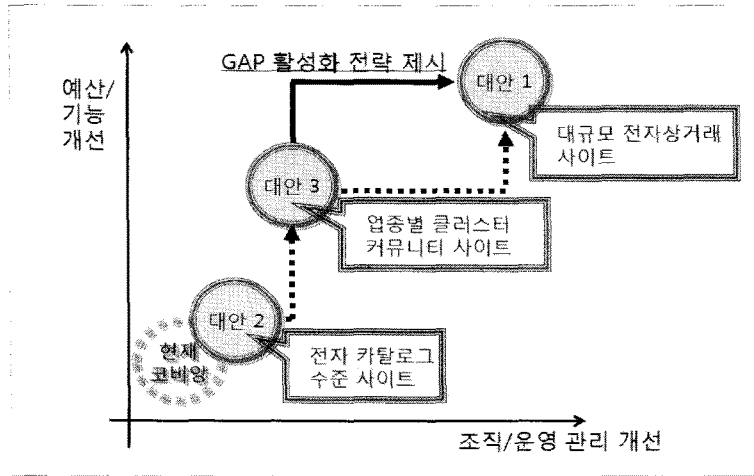 GAP 활성화 전략 제시
예산/
기능
개선
대안 1
대규모 전자상거래
사이트
대안 3
업종별 클러스터
커뮤니티 사이트
대안 2
현재
코비양
전자 카탈로그
수준 사이트
조직/운영 관리 개선